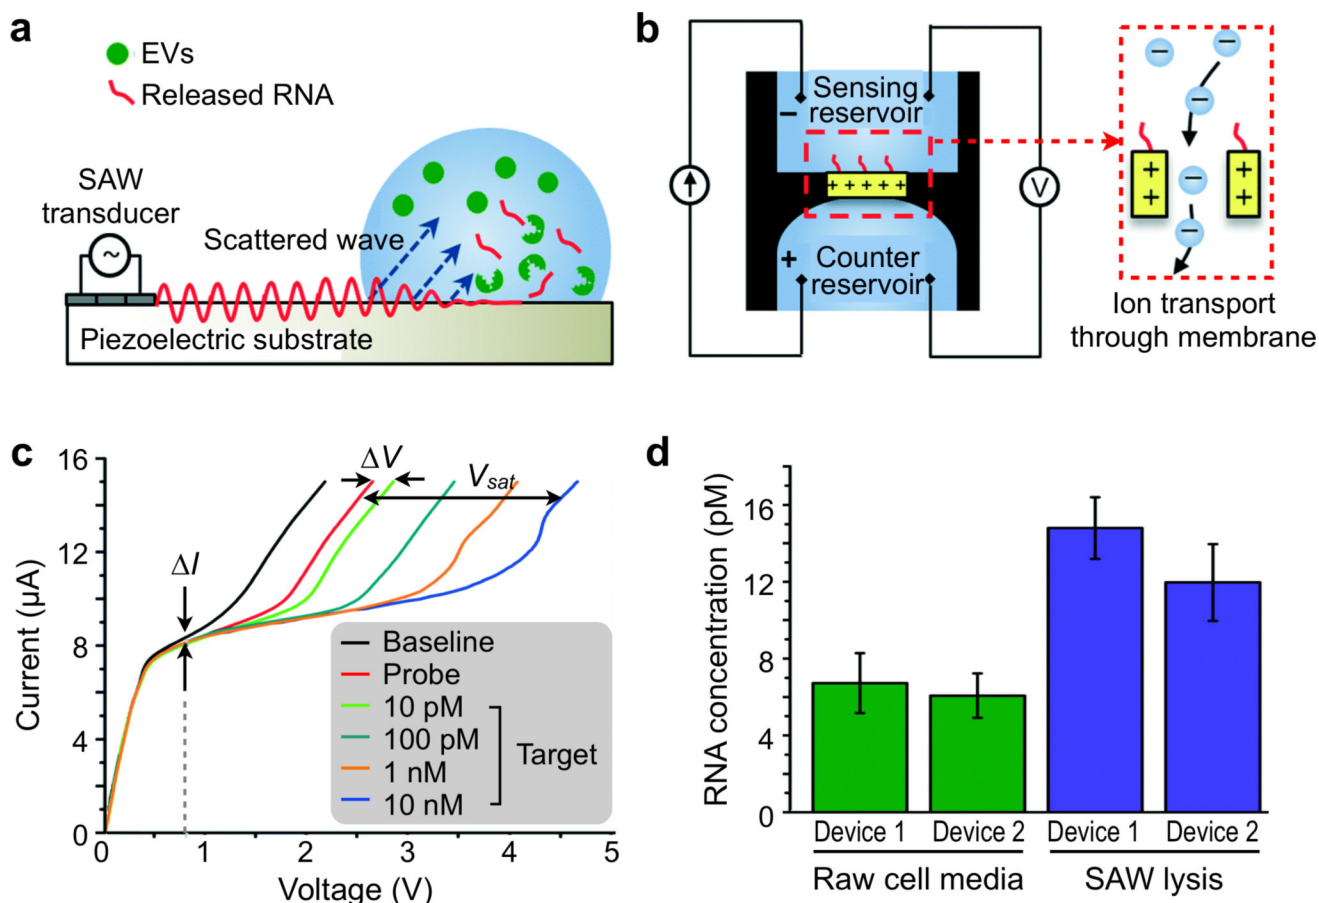 a
EVs
Released RNA
SAW
transducer
~
Scattered wave
Piezoelectric substrate
b
Sensing
reservoir
−
+ + + + +
+
Counter
reservoir
V
−
−
−
−
−
+
+
+
+
Ion transport
through membrane
c
16
12
8
4
0
Current (µA)
ΔV
Vsat
ΔI
Baseline
Probe
10 pM
100 pM
1 nM
10 nM
Target
0 1 2 3 4 5
Voltage (V)
d
RNA concentration (pM)
16
12
8
4
0
Device 1 Device 2 Device 1 Device 2
Raw cell media SAW lysis